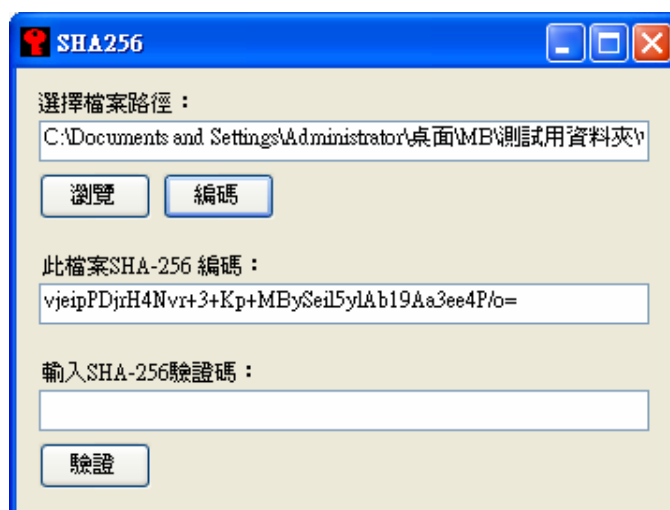 SHA256
選擇檔案路徑：
C:\Documents and Settings\Administrator\桌面\MB\測試用資料夾\
瀏覽 編碼
此檔案SHA-256 編碼：
vjeipPDjrH4Nvr+3+Kp+MBySeil5ylAb19Aa3ee4P/o=
輸入SHA-256驗證碼：
驗證